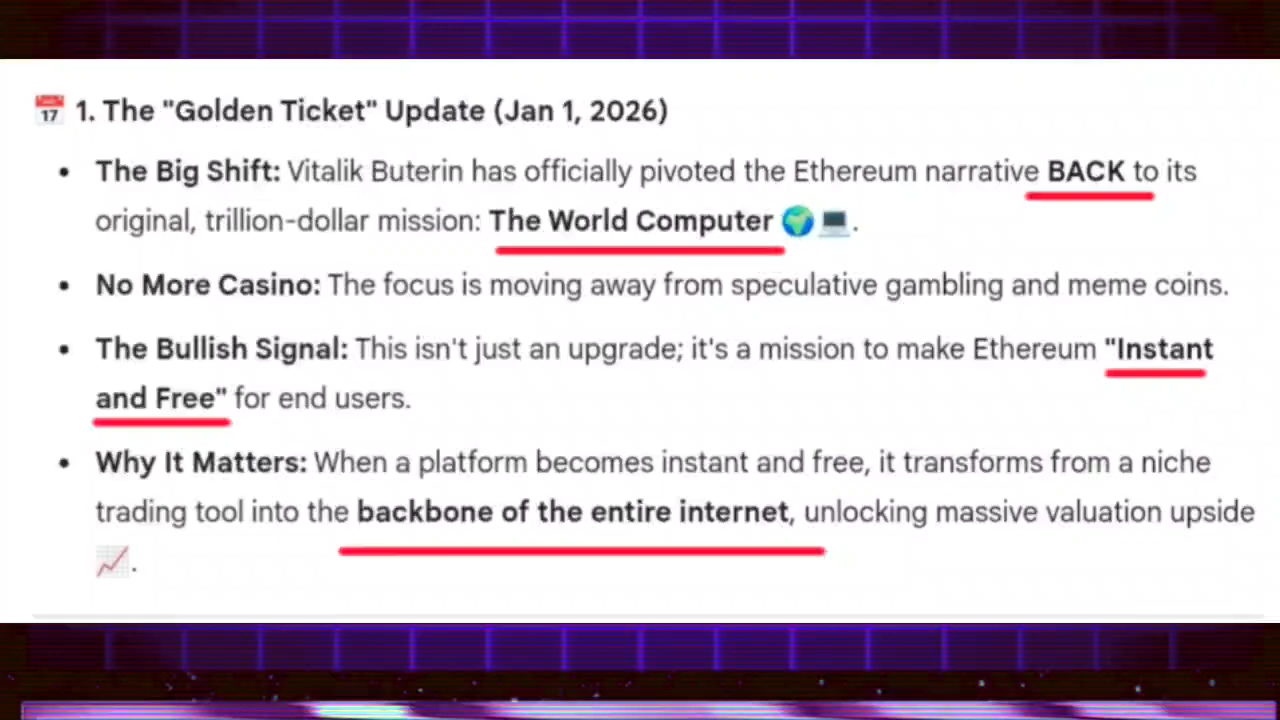 📅 1. The "Golden Ticket" Update (Jan 1, 2026)
• The Big Shift: Vitalik Buterin has officially pivoted the Ethereum narrative BACK to its
original, trillion-dollar mission: The World Computer 🌍💻.
• No More Casino: The focus is moving away from speculative gambling and meme coins.
• The Bullish Signal: This isn't just an upgrade; it's a mission to make Ethereum "Instant
and Free" for end users.
• Why It Matters: When a platform becomes instant and free, it transforms from a niche
trading tool into the backbone of the entire internet, unlocking massive valuation upside
📈.